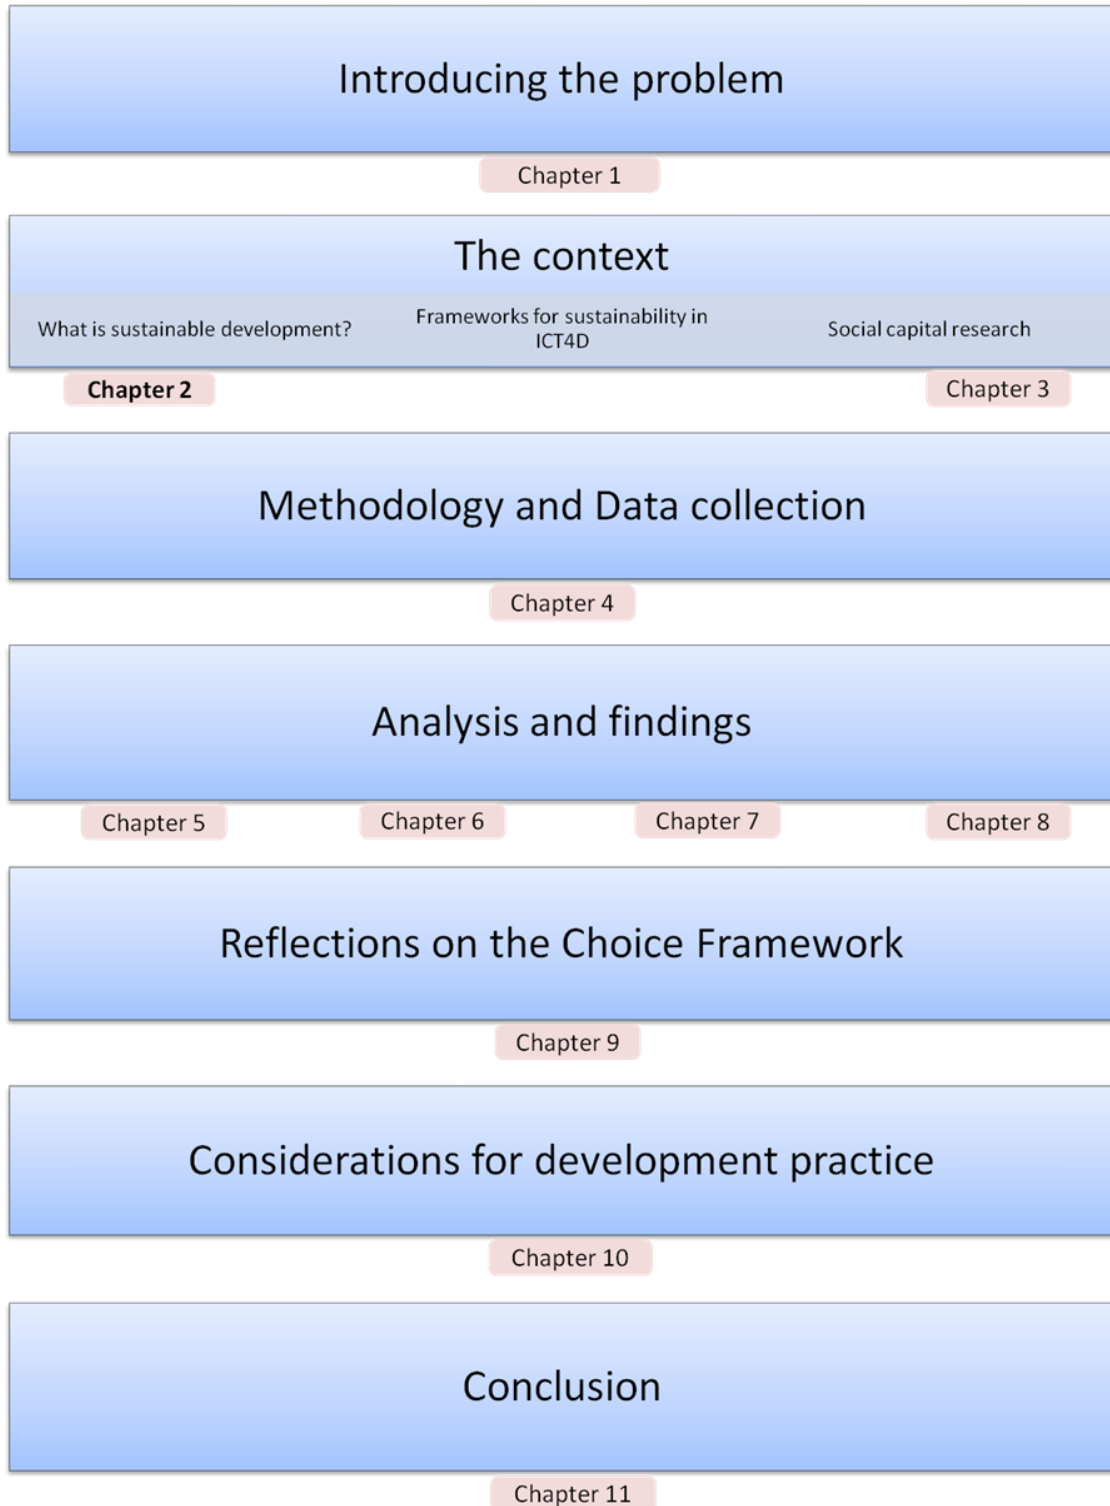 Introducing the problem
Chapter 1
The context
What is sustainable development?
Frameworks for sustainability in
ICT4D
Social capital research
Chapter 2
Chapter 3
Methodology and Data collection
Chapter 4
Analysis and findings
Chapter 5
Chapter 6
Chapter 7
Chapter 8
Reflections on the Choice Framework
Chapter 9
Considerations for development practice
Chapter 10
Conclusion
Chapter 11